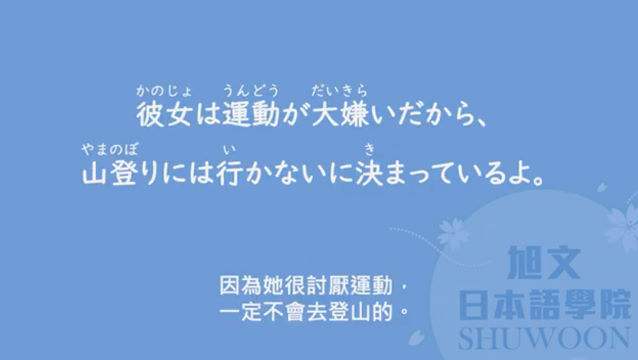 かのじょ うんどう だいきら
彼女は運動が大嫌いだから、
やまのぼ い き
山登りには行かないに決まっているよ。
因為她很討厭運動，
一定不會去登山的。
旭文
日本語學院
SHUWOON